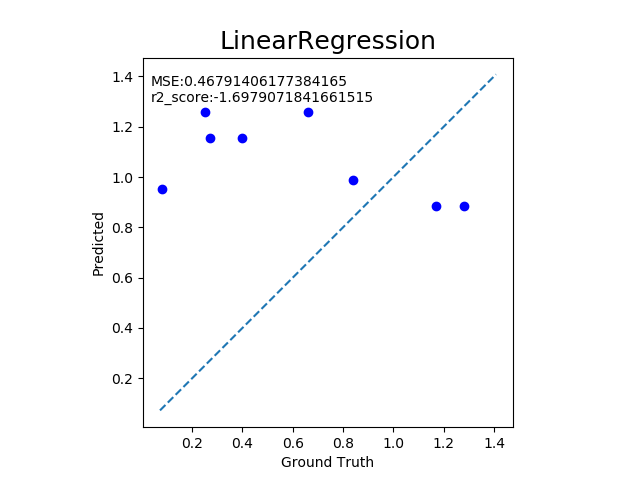 LinearRegression
MSE:0.46791406177384165
r2_score:-1.6979071841661515
1.4
1.2
1.0
0.8
0.6
0.4
0.2
Predicted
0.2 0.4 0.6 0.8 1.0 1.2 1.4
Ground Truth